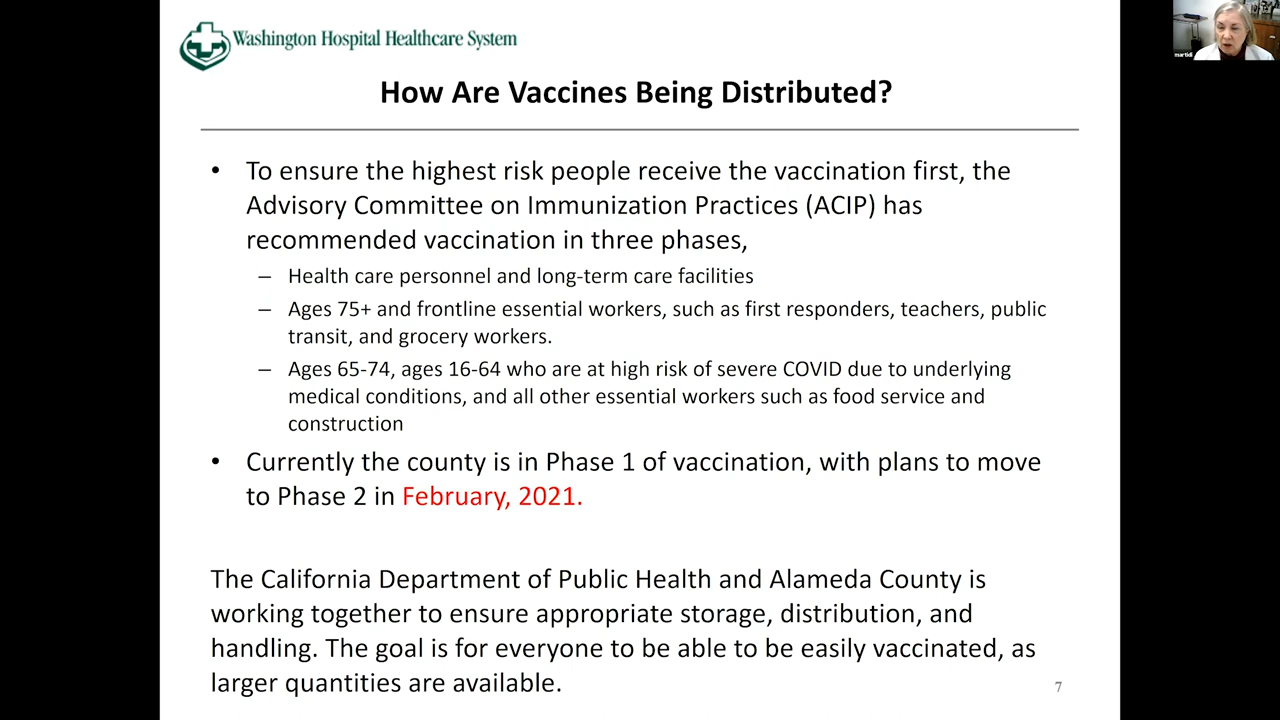 Washington Hospital Healthcare System
martidi
How Are Vaccines Being Distributed?
• To ensure the highest risk people receive the vaccination first, the
Advisory Committee on Immunization Practices (ACIP) has
recommended vaccination in three phases,
– Health care personnel and long-term care facilities
– Ages 75+ and frontline essential workers, such as first responders, teachers, public
transit, and grocery workers.
– Ages 65-74, ages 16-64 who are at high risk of severe COVID due to underlying
medical conditions, and all other essential workers such as food service and
construction
• Currently the county is in Phase 1 of vaccination, with plans to move
to Phase 2 in February, 2021.
The California Department of Public Health and Alameda County is
working together to ensure appropriate storage, distribution, and
handling. The goal is for everyone to be able to be easily vaccinated, as
larger quantities are available.
7